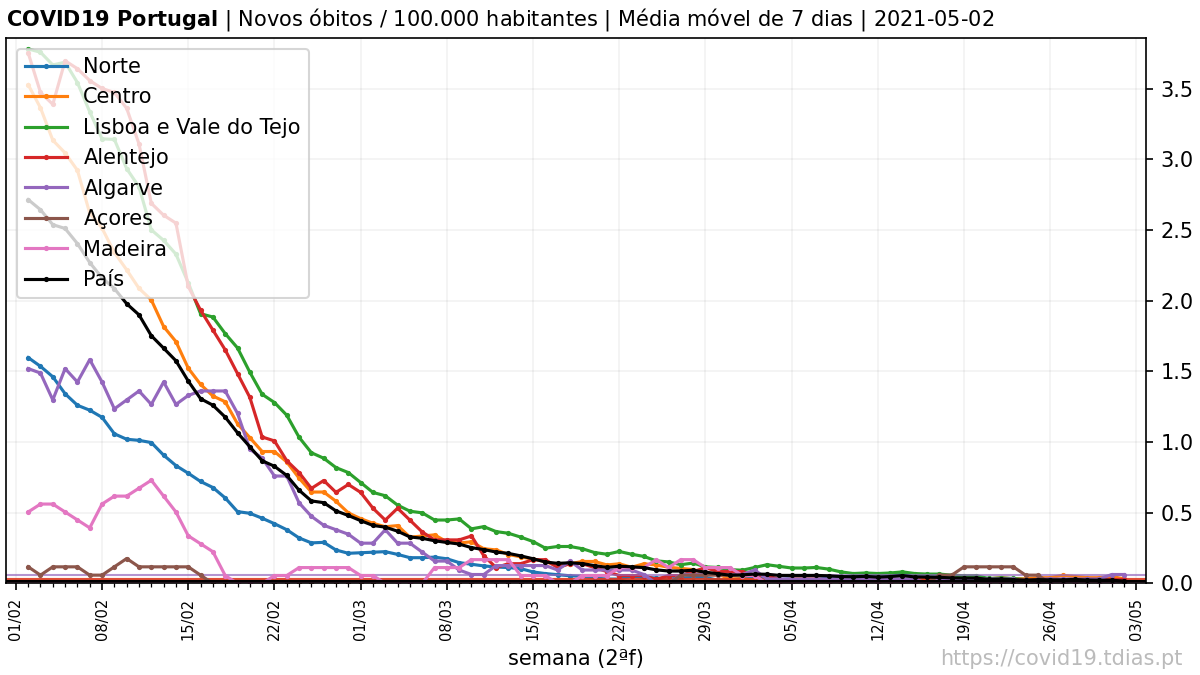 COVID19 Portugal | Novos óbitos / 100.000 habitantes | Média móvel de 7 dias | 2021-05-02
Norte
Centro
Lisboa e Vale do Tejo
Alentejo
Algarve
Açores
Madeira
País
3.5
3.0
2.5
2.0
1.5
1.0
0.5
0.0
01/02
08/02
15/02
22/02
01/03
08/03
15/03
22/03
29/03
05/04
12/04
19/04
26/04
03/05
semana (2ªf)
https://covid19.tdias.pt